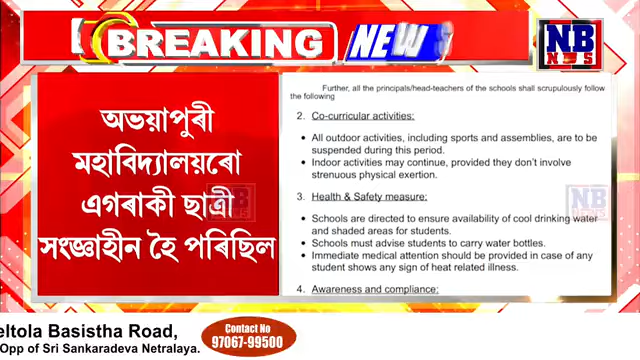 BREAKING NEWS
NB
NEWS
অভয়াপুৰী
মহাবিদ্যালয়ৰো
এগৰাকী ছাত্ৰী
সংজ্ঞাহীন হৈ পৰিছিল
Further, all the principals/head-teachers of the schools shall scrupulously follow
the following
2. Co-curricular activities:
• All outdoor activities, including sports and assemblies, are to be
suspended during this period.
• Indoor activities may continue, provided they don't involve
strenuous physical exertion.
3. Health & Safety measure:
• Schools are directed to ensure availability of cool drinking water
and shaded areas for students.
• Schools must advise students to carry water bottles.
• Immediate medical attention should be provided in case of any
student shows any sign of heat related illness.
4. Awareness and compliance:
NB
NEWS
NB
NEWS
eltola Basistha Road,
Opp of Sri Sankaradeva Netralaya.
Contact No
97067-99500